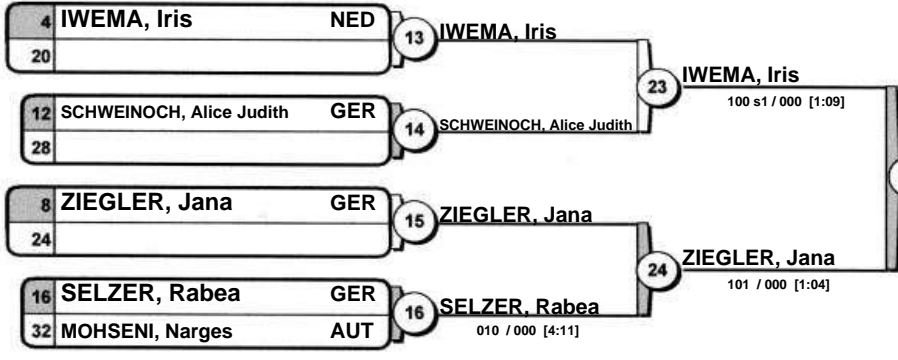 4 IWEMA, Iris NED
20
13 IWEMA, Iris
12 SCHWEINOCH, Alice Judith GER
28
14 SCHWEINOCH, Alice Judith
23 IWEMA, Iris
100 s1 / 000 [1:09]
8 ZIEGLER, Jana GER
24
15 ZIEGLER, Jana
16 SELZER, Rabea GER
32 MOHSENI, Narges AUT
16 SELZER, Rabea
010 / 000 [4:11]
24 ZIEGLER, Jana
101 / 000 [1:04]